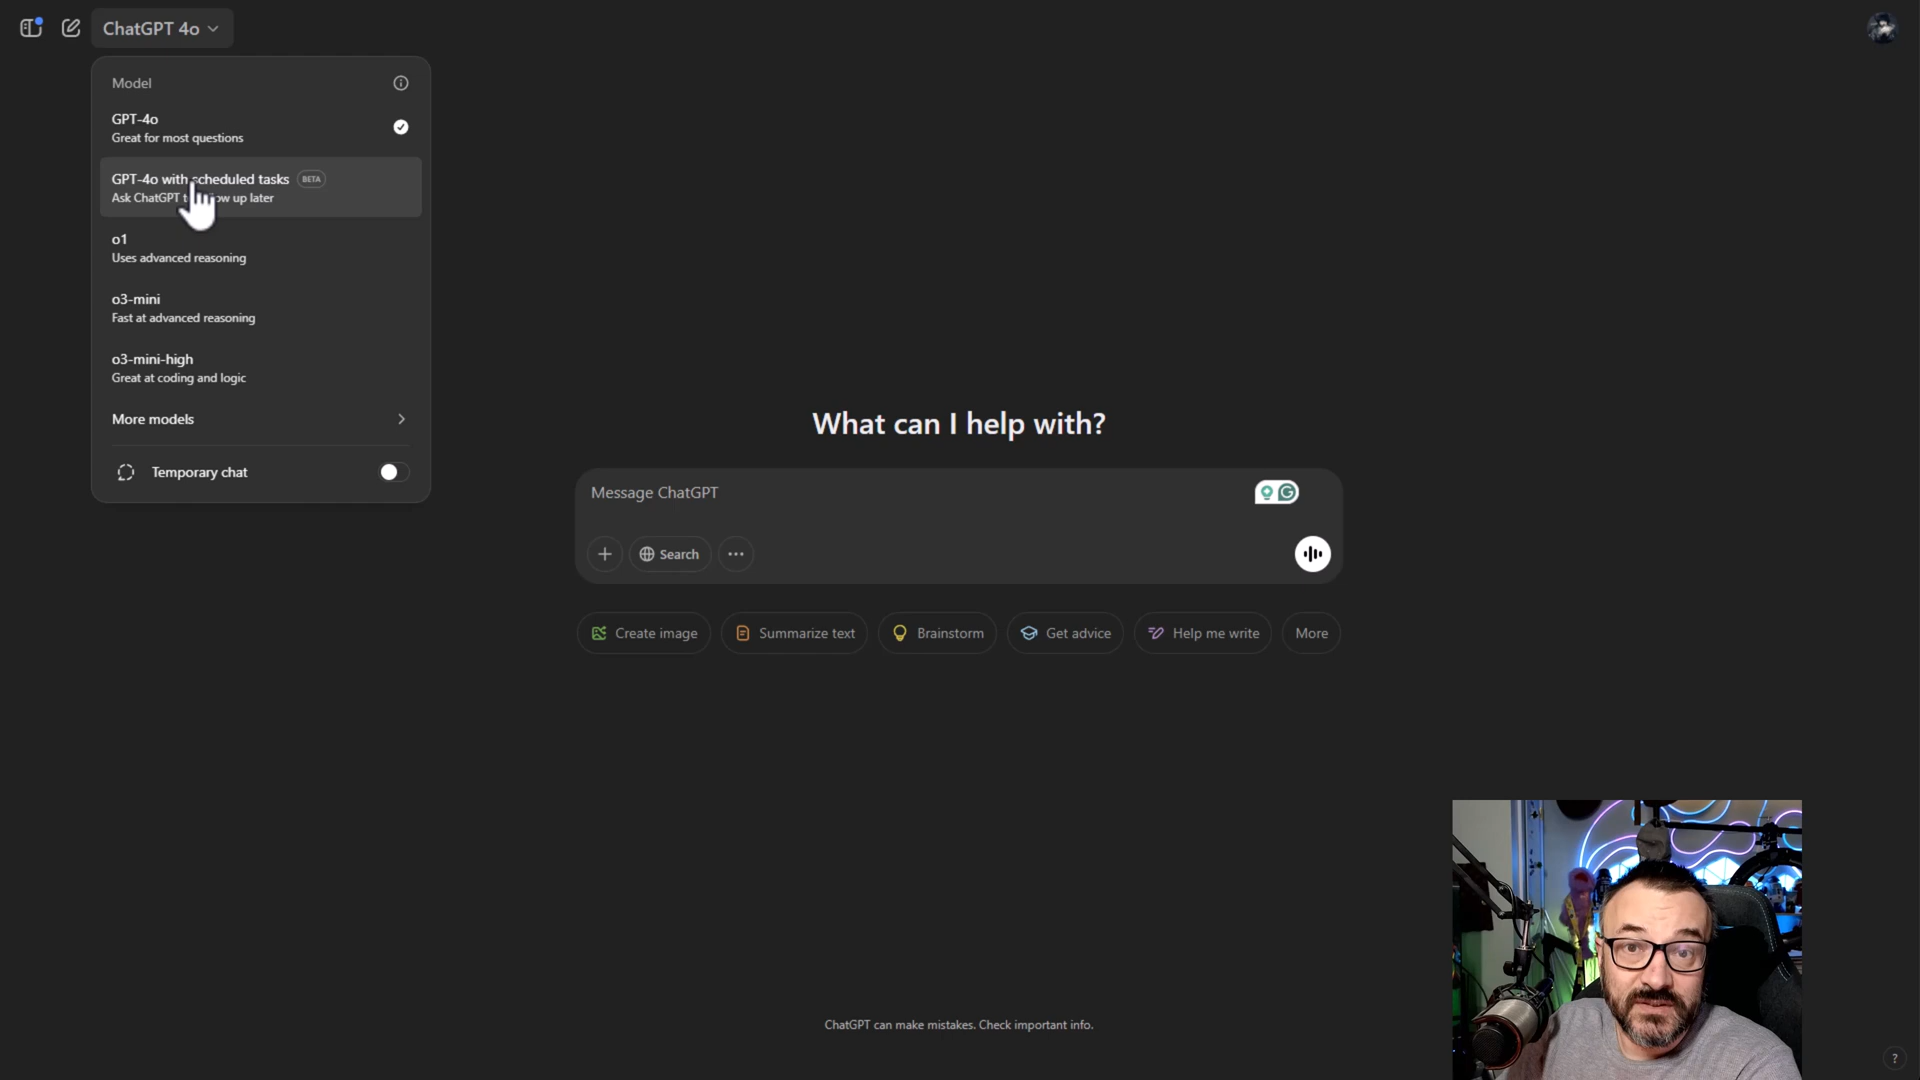 ChatGPT 4o
Model
GPT-4o
Great for most questions
GPT-4o with scheduled tasks BETA
Ask ChatGPT t ow up later
o1
Uses advanced reasoning
o3-mini
Fast at advanced reasoning
o3-mini-high
Great at coding and logic
More models
Temporary chat
What can I help with?
Message ChatGPT
Search
Create image
Summarize text
Brainstorm
Get advice
Help me write
More
ChatGPT can make mistakes. Check important info.
?